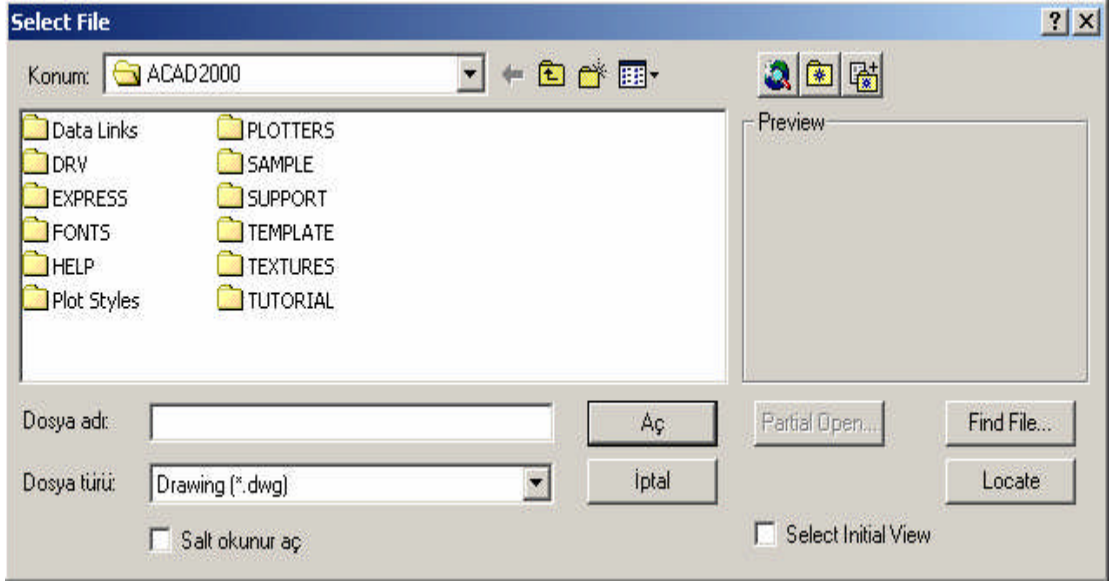 Select File
Konum: ACAD2000
Data Links PLOTTERS
DRV SAMPLE
EXPRESS SUPPORT
FONTS TEMPLATE
HELP TEXTURES
Plot Styles TUTORIAL
Preview
Dosya adı: Aç Partial Open... Find File...
Dosya türü: Drawing (*.dwg) İptal Locate
Salt okunur aç Select Initial View